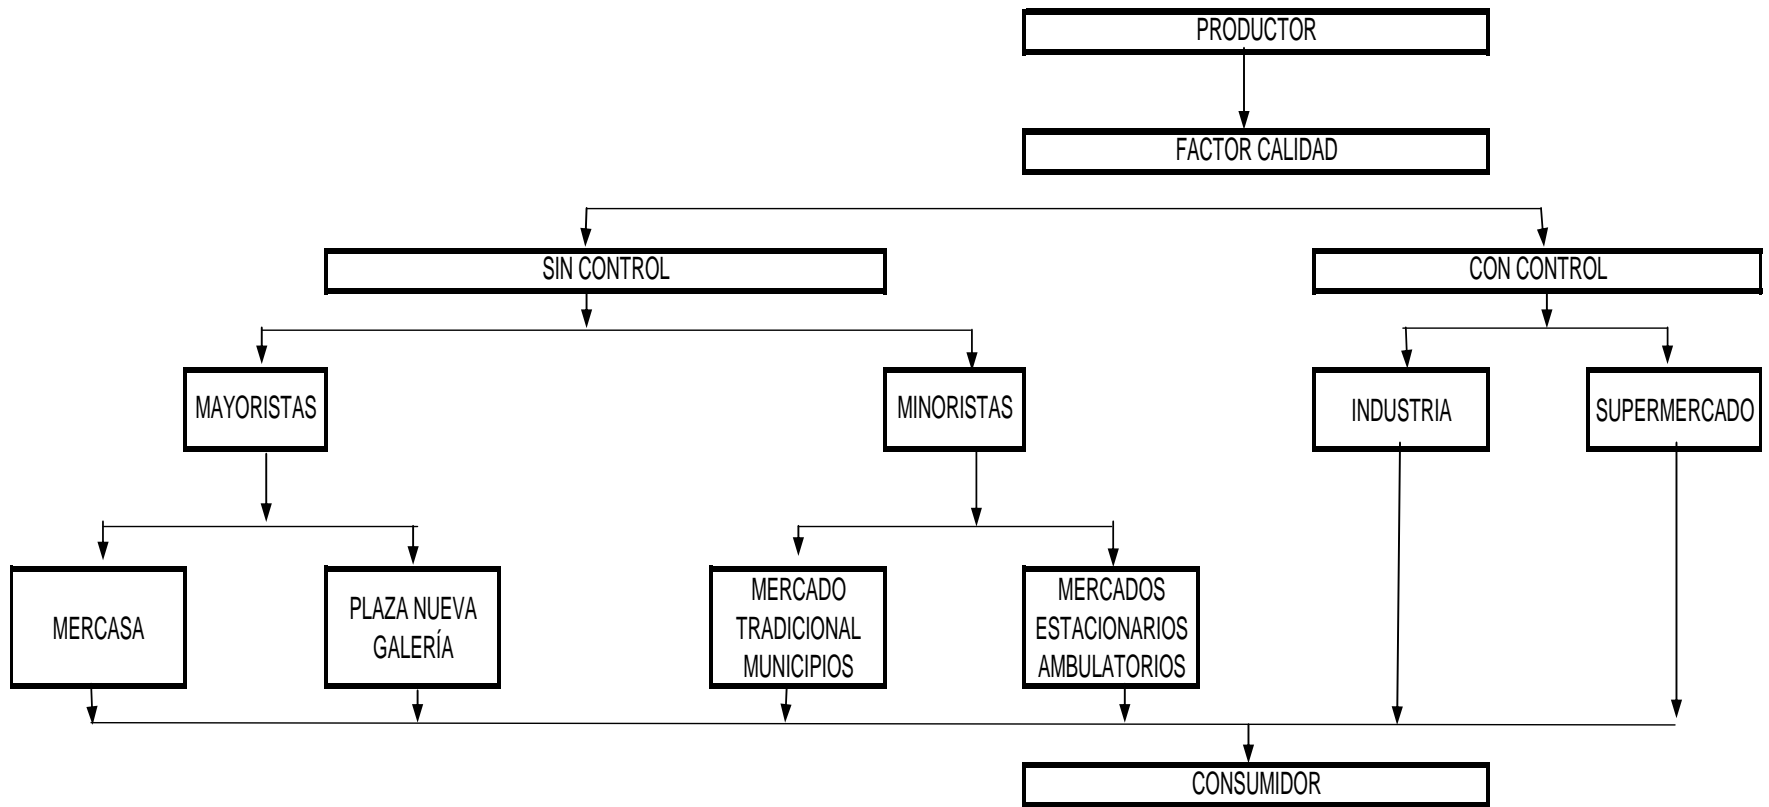 PRODUCTOR
FACTOR CALIDAD
SIN CONTROL
CON CONTROL
MAYORISTAS
MINORISTAS
INDUSTRIA
SUPERMERCADO
MERCASA
PLAZA NUEVA
GALERÍA
MERCADO
TRADICIONAL
MUNICIPIOS
MERCADOS
ESTACIONARIOS
AMBULATORIOS
CONSUMIDOR